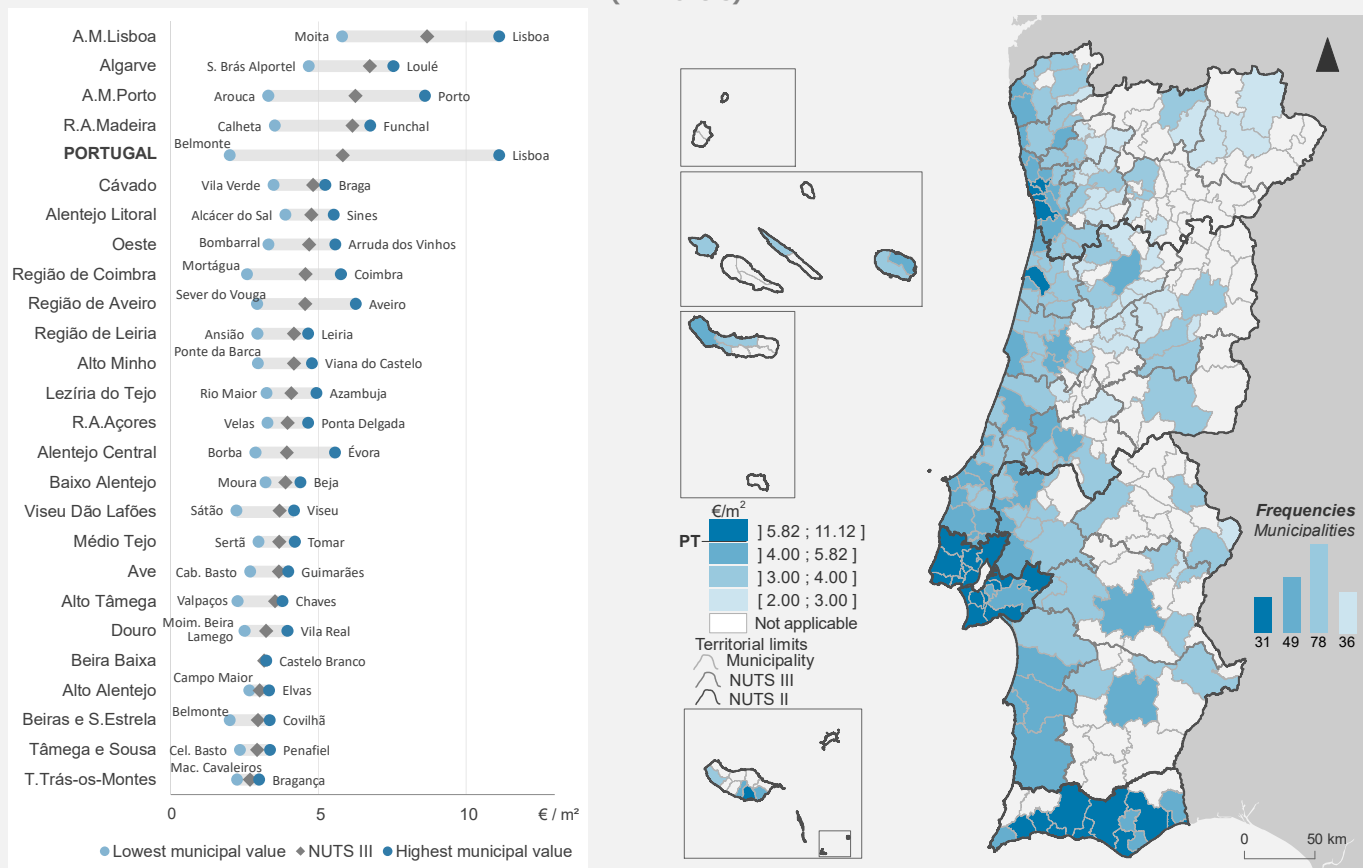 A.M.Lisboa Moita Lisboa
Algarve S. Brás Alportel Loulé
A.M.Porto Arouca Porto
R.A.Madeira Calheta Funchal
PORTUGAL Belmonte Lisboa
Cávado Vila Verde Braga
Alentejo Litoral Alcácer do Sal Sines
Oeste Bombarral Arruda dos Vinhos
Região de Coimbra Mortágua Coimbra
Região de Aveiro Sever do Vouga Aveiro
Região de Leiria Ansião Leiria
Alto Minho Ponte da Barca Viana do Castelo
Lezíria do Tejo Rio Maior Azambuja
R.A.Açores Velas Ponta Delgada
Alentejo Central Borba Évora
Baixo Alentejo Moura Beja
Viseu Dão Lafões Sátão Viseu
Médio Tejo Sertã Tomar
Ave Cab. Basto Guimarães
Alto Tâmega Valpaços Chaves
Douro Moim. Beira Lamego Vila Real
Beira Baixa Castelo Branco
Alto Alentejo Campo Maior Elvas
Beiras e S.Estrela Belmonte Covilhã
Tâmega e Sousa Cel. Basto Penafiel
T.Trás-os-Montes Mac. Cavaleiros Bragança
0 5 10 € / m²
Lowest municipal value NUTS III Highest municipal value
€/m²
PT
] 5.82 ; 11.12 ]
] 4.00 ; 5.82 ]
] 3.00 ; 4.00 ]
[ 2.00 ; 3.00 ]
Not applicable
Territorial limits
Municipality
NUTS III
NUTS II
Frequencies
Municipalities
31 49 78 36
0 50 km